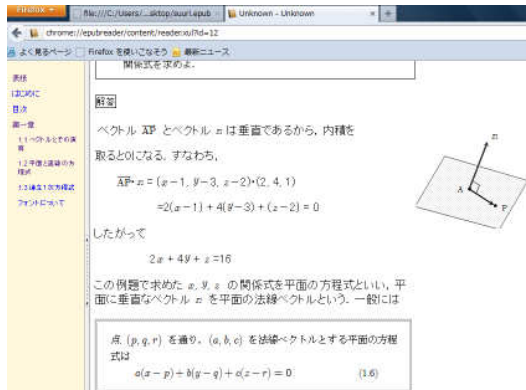 Firefox
file:///C:/Users/...sktop/suuri.epub
Unknown - Unknown
chrome://epubreader/content/reader.xul?id=12
よく見るページ
Firefox を使いこなそう
最新ニュース
表紙
はじめに
目次
第一章
1.1 ベクトルとその演算
1.2 平面と直線の方程式
1.3 連立1次方程式
フォントについて
関係式を求めよ.
解答
ベクトル AP とベクトル n は垂直であるから, 内積を
取ると0になる. すなわち,
AP·n = (x−1, y−3, z−2)·(2, 4, 1)
=2(x−1) + 4(y−3) + (z−2) = 0
したがって
2x + 4y + z =16
この例題で求めた x, y, z の関係式を平面の方程式といい, 平
面に垂直なベクトル n を平面の法線ベクトルという. 一般には
点 (p, q, r) を通り, (a, b, c) を法線ベクトルとする平面の方程
式は
a(x − p) + b(y − q) + c(z − r) = 0 (1.6)
n
A
P